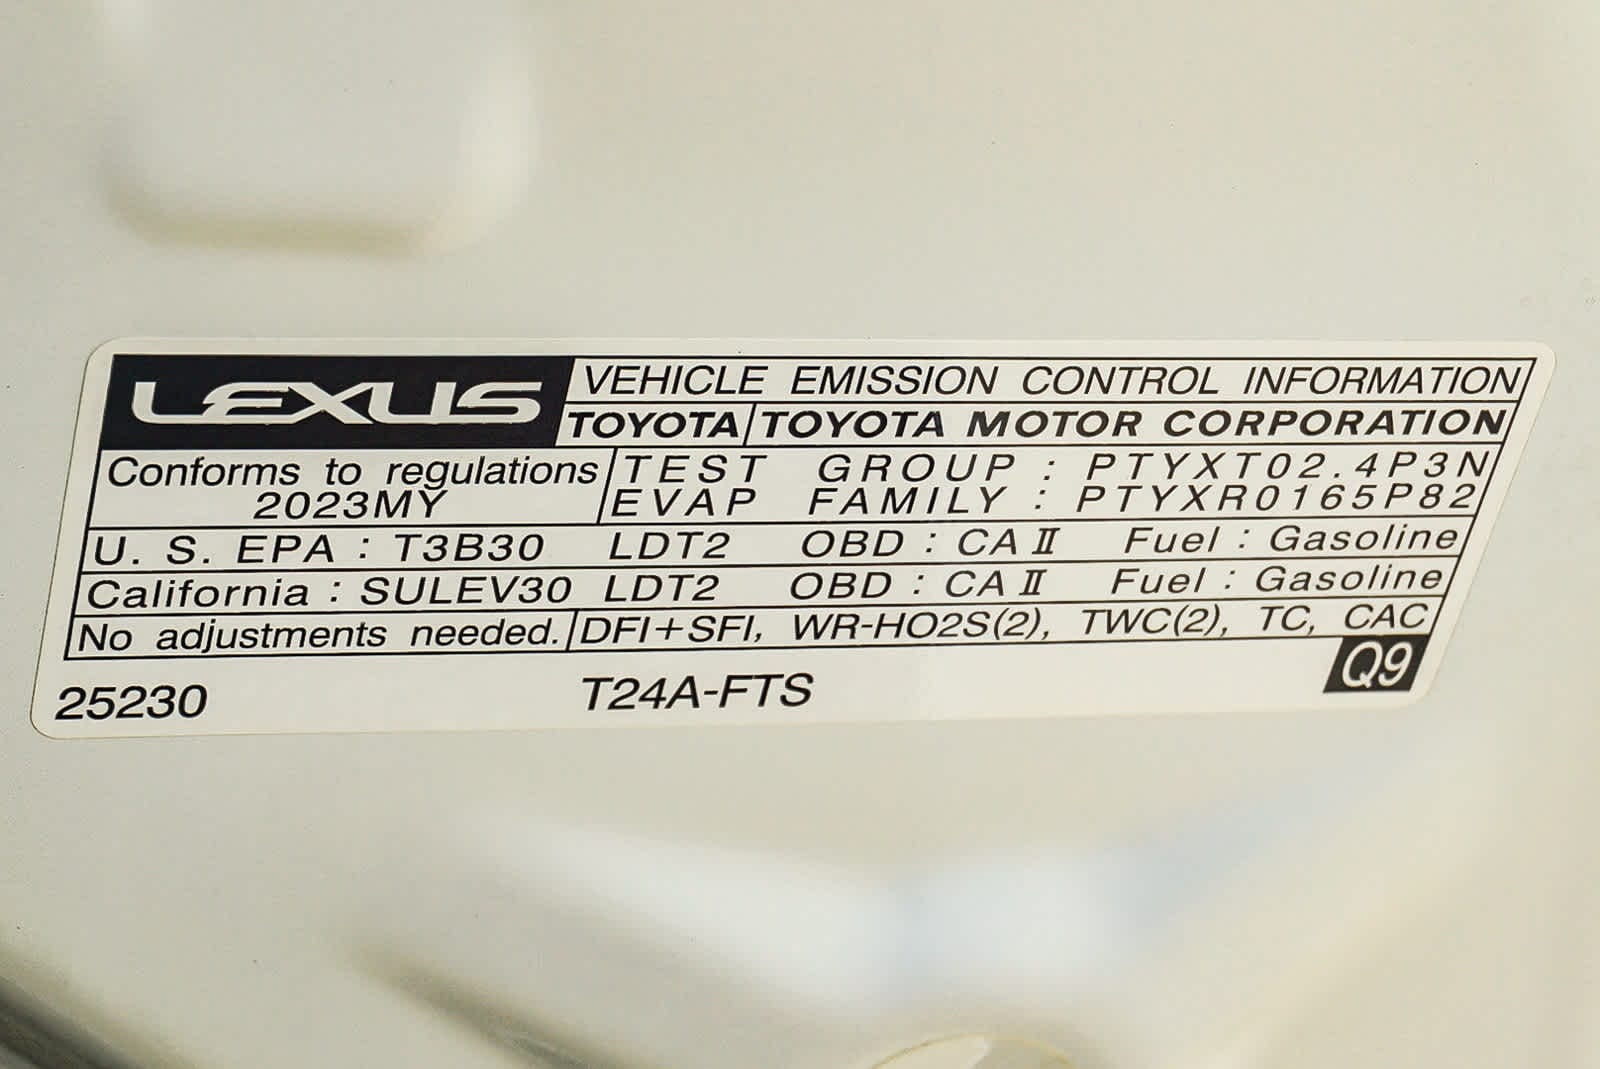 LEXUS VEHICLE EMISSION CONTROL INFORMATION
TOYOTA TOYOTA MOTOR CORPORATION
Conforms to regulations TEST GROUP : PTYXT02.4P3N
2023MY EVAP FAMILY : PTYXR0165P82
U. S. EPA : T3B30 LDT2 OBD : CA II Fuel : Gasoline
California : SULEV30 LDT2 OBD : CA II Fuel : Gasoline
No adjustments needed. DFI+SFI, WR-HO2S(2), TWC(2), TC, CAC
Q9
25230 T24A-FTS